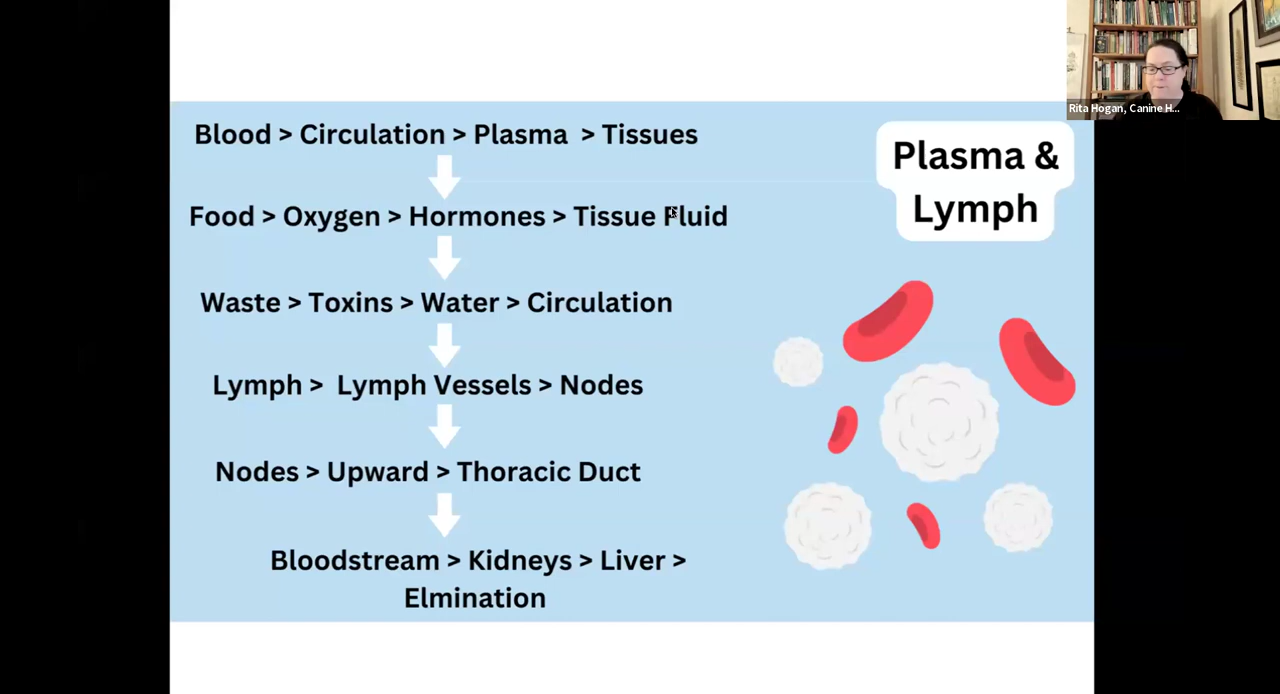 Blood > Circulation > Plasma > Tissues
Food > Oxygen > Hormones > Tissue Fluid
Waste > Toxins > Water > Circulation
Lymph > Lymph Vessels > Nodes
Nodes > Upward > Thoracic Duct
Bloodstream > Kidneys > Liver >
Elmination
Plasma &
Lymph
Rita Hogan, Canine H...